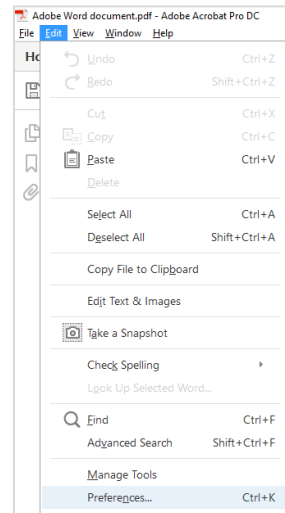 Adobe Word document.pdf - Adobe Acrobat Pro DC
File Edit View Window Help
Undo Ctrl+Z
Redo Shift+Ctrl+Z
Cut Ctrl+X
Copy Ctrl+C
Paste Ctrl+V
Delete
Select All Ctrl+A
Deselect All Shift+Ctrl+A
Copy File to Clipboard
Edit Text & Images
Take a Snapshot
Check Spelling
Look Up Selected Word...
Find Ctrl+F
Advanced Search Shift+Ctrl+F
Manage Tools
Preferences... Ctrl+K